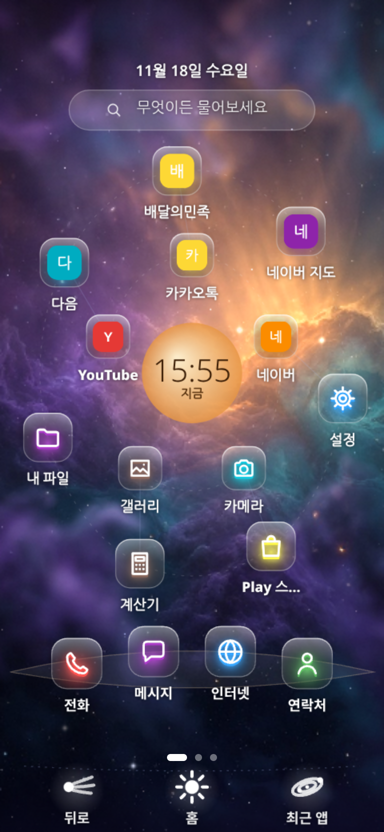 11월 18일 수요일
무엇이든 물어보세요
배
배달의민족
네
네이버 지도
다
다음
카
카카오톡
Y
YouTube
15:55
지금
네
네이버
설정
내 파일
갤러리
카메라
계산기
Play 스...
전화
메시지
인터넷
연락처
뒤로
홈
최근 앱